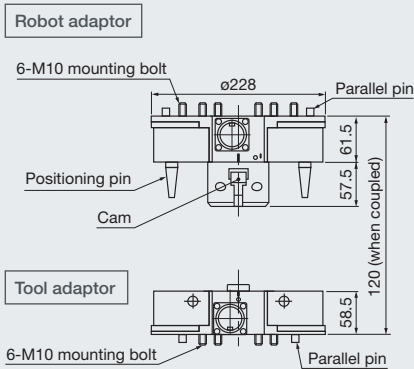 Robot adaptor
6-M10 mounting bolt
ø228
Parallel pin
61.5
57.5
120 (when coupled)
Positioning pin
Cam
Tool adaptor
58.5
6-M10 mounting bolt
Parallel pin